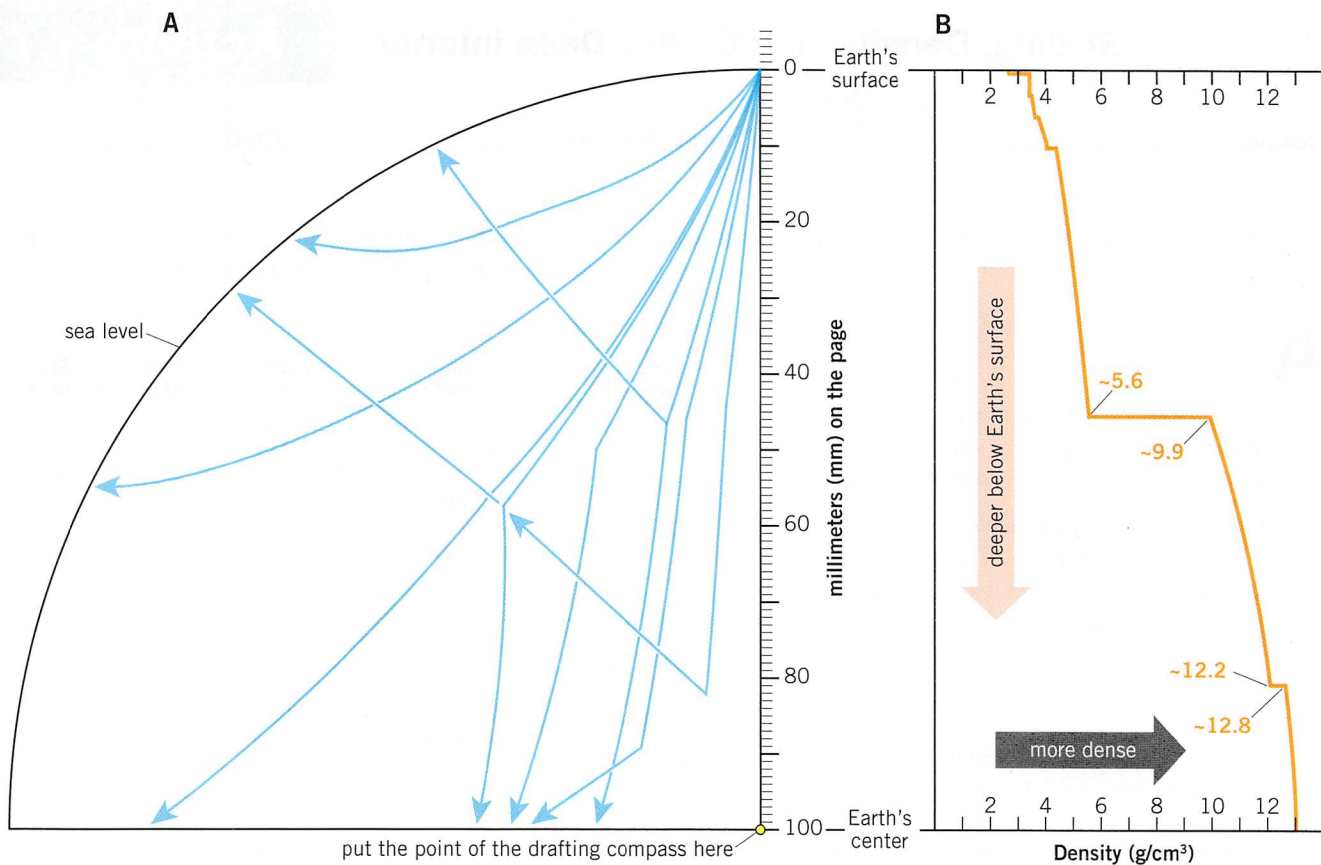 A
B
sea level
0
20
40
60
80
100
Earth's
surface
millimeters (mm) on the page
Earth's
center
put the point of the drafting compass here
2 4 6 8 10 12
~5.6
~9.9
deeper below Earth's surface
~12.2
~12.8
more dense
2 4 6 8 10 12
Density (g/cm³)